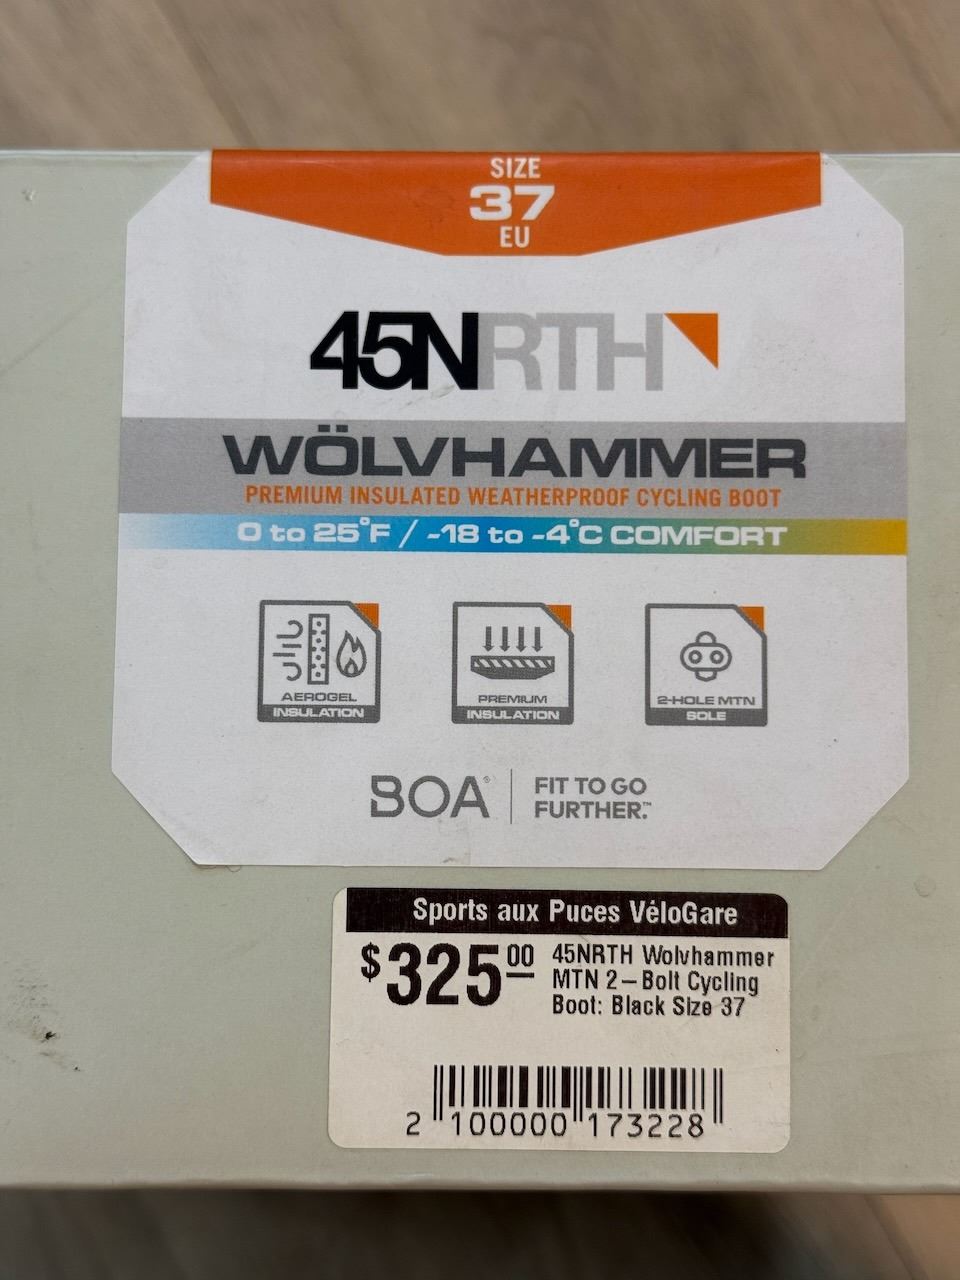 SIZE
37
EU
45NRTH
WÖLVHAMMER
PREMIUM INSULATED WEATHERPROOF CYCLING BOOT
0 to 25°F / -18 to -4°C COMFORT
AEROGEL
INSULATION
PREMIUM
INSULATION
2-HOLE MTN
SOLE
BOA®
FIT TO GO
FURTHER.™
Sports aux Puces VéloGare
$325.00
45NRTH Wolvhammer
MTN 2-Bolt Cycling
Boot: Black Size 37
2 100000 173228